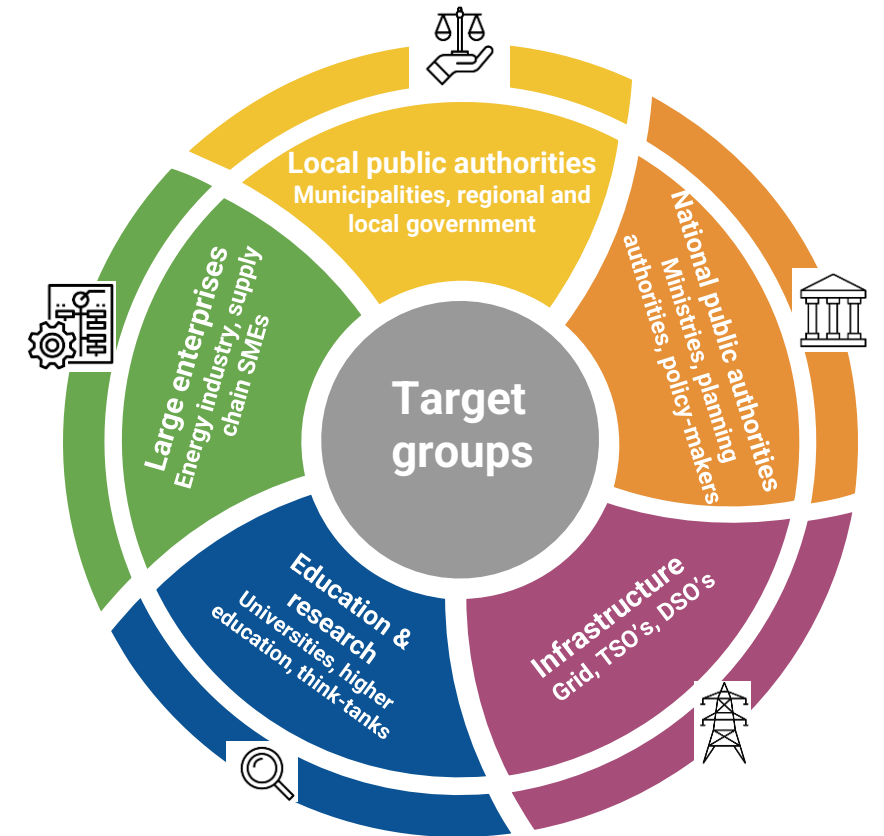 Local public authorities
Municipalities, regional and
local government
National public authorities
Ministries, planning
authorities, policy-makers
Infrastructure
Grid, TSO's, DSO's
Education &
research
Universities, higher
education, think-tanks
Large enterprises
Energy industry, supply
chain SMEs
Target
groups